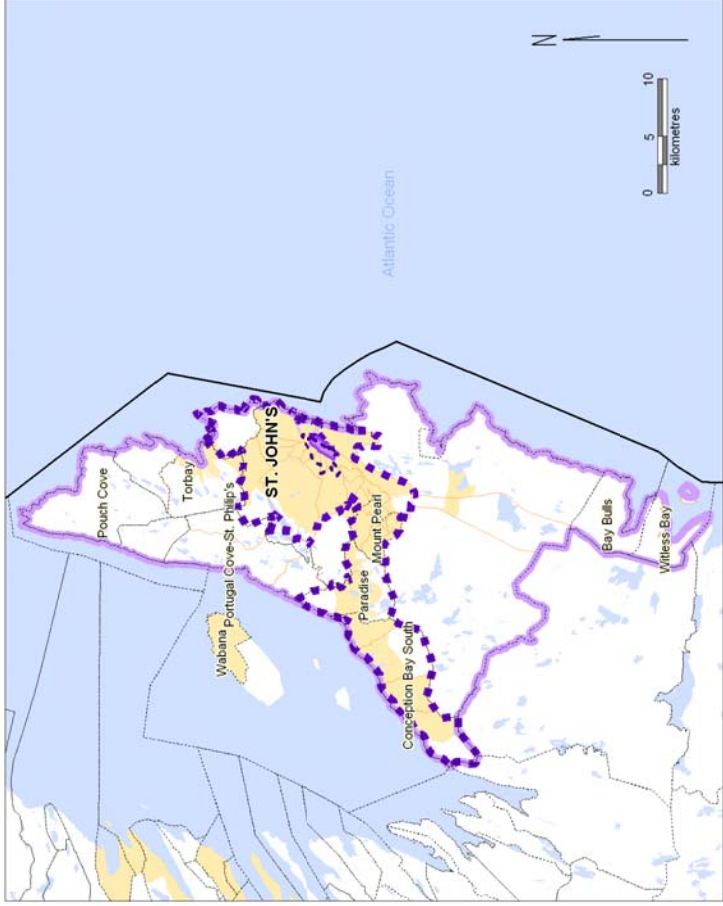 N
0 5 10
kilometres
Atlantic Ocean
Pouch Cove
Torbay
Portugal Cove-St. Philip's
Wabana
ST. JOHN'S
Mount Pearl
Paradise
Conception Bay South
Bay Bulls
Witless Bay